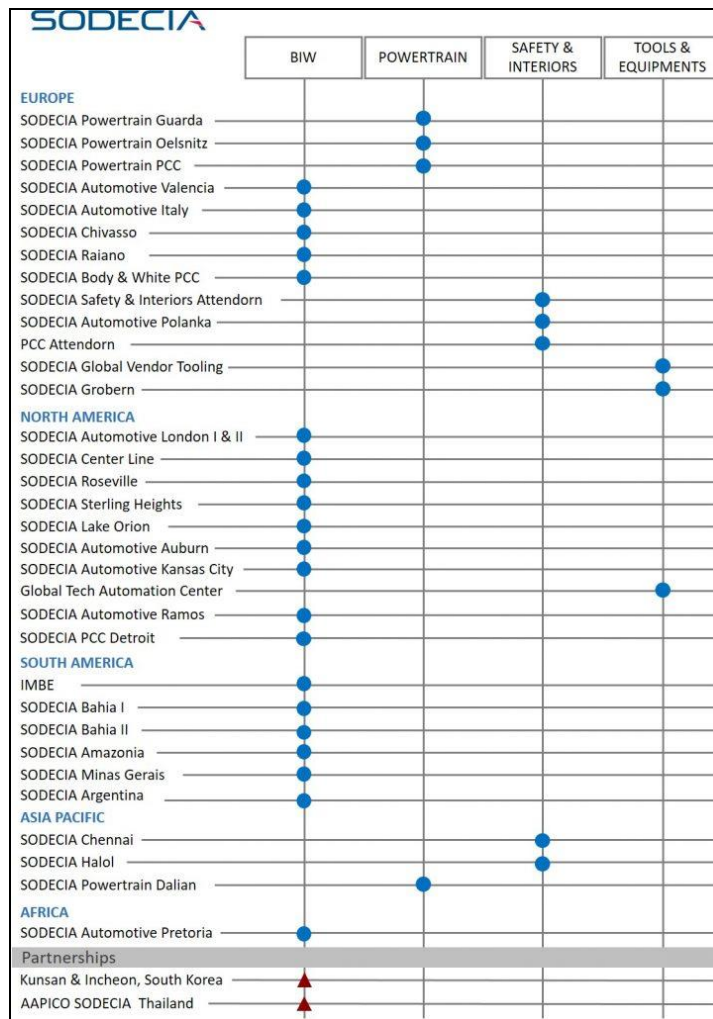 SODECIA
BIW
POWERTRAIN
SAFETY &
INTERIORS
TOOLS &
EQUIPMENTS
EUROPE
SODECIA Powertrain Guarda
SODECIA Powertrain Oelsnitz
SODECIA Powertrain PCC
SODECIA Automotive Valencia
SODECIA Automotive Italy
SODECIA Chivasso
SODECIA Raiano
SODECIA Body & White PCC
SODECIA Safety & Interiors Attendorn
SODECIA Automotive Polanka
PCC Attendorn
SODECIA Global Vendor Tooling
SODECIA Grobern
NORTH AMERICA
SODECIA Automotive London I & II
SODECIA Center Line
SODECIA Roseville
SODECIA Sterling Heights
SODECIA Lake Orion
SODECIA Automotive Auburn
SODECIA Automotive Kansas City
Global Tech Automation Center
SODECIA Automotive Ramos
SODECIA PCC Detroit
SOUTH AMERICA
IMBE
SODECIA Bahia I
SODECIA Bahia II
SODECIA Amazonia
SODECIA Minas Gerais
SODECIA Argentina
ASIA PACIFIC
SODECIA Chennai
SODECIA Halol
SODECIA Powertrain Dalian
AFRICA
SODECIA Automotive Pretoria
Partnerships
Kunsan & Incheon, South Korea
AAPICO SODECIA Thailand